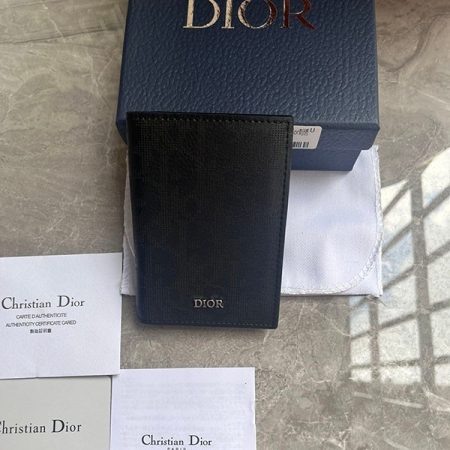 DIOR
DIOR
Christian Dior
CARTE D AUTHENTICITE
AUTHENTICITY CERTIFICATE CARED
Christian Dior
Christian Dior
PARIS